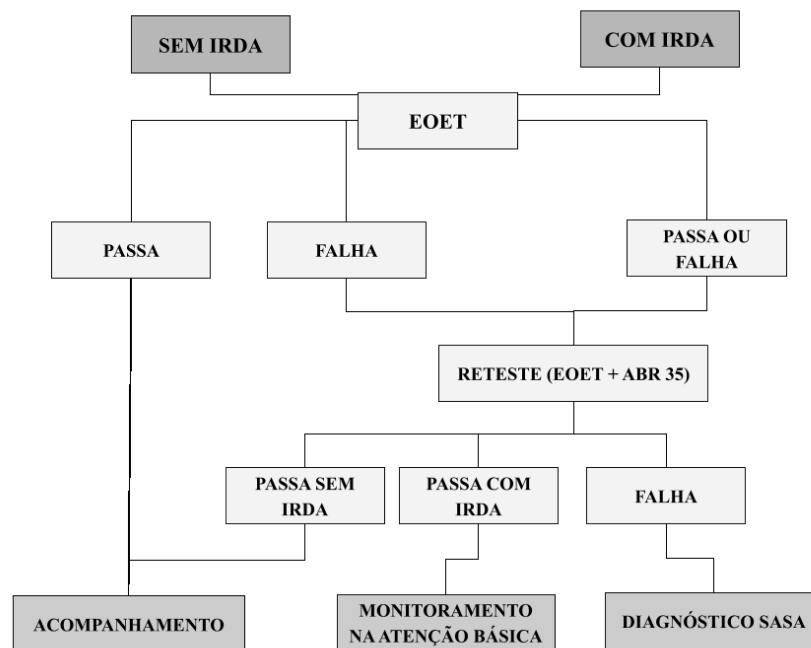 SEM IRDA
COM IRDA
EOET
PASSA
FALHA
PASSA OU
FALHA
RETESTE (EOET + ABR 35)
PASSA SEM
IRDA
PASSA COM
IRDA
FALHA
ACOMPANHAMENTO
MONITORAMENTO
NA ATENÇÃO BÁSICA
DIAGNÓSTICO SASA